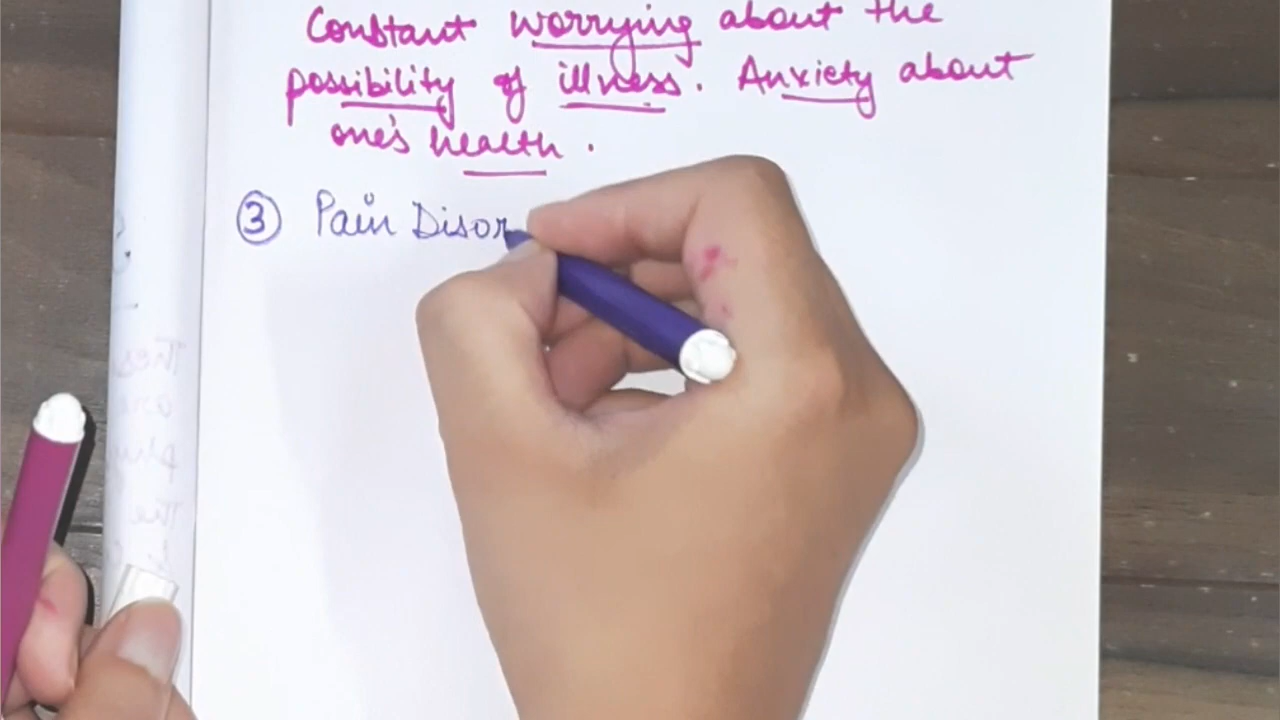 Constant worrying about the
possibility of illness. Anxiety about
one's health.
③ Pain Disor